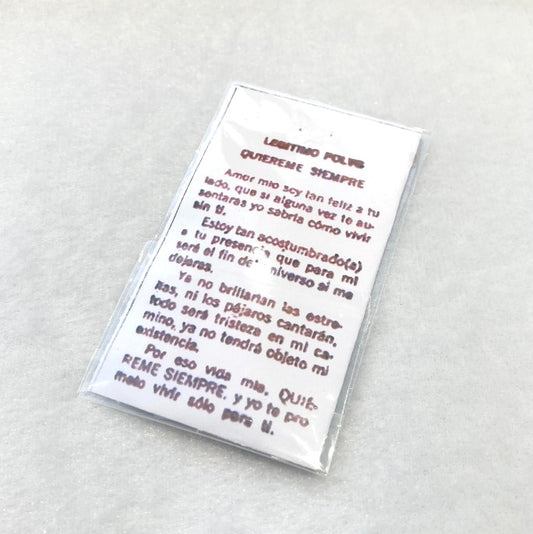 LEGITIMO POLVO
QUIEREME SIEMPRE
Amor mio soy tan feliz a tu
lado, que si alguna vez te au-
sentaras yo sabria cómo vivir
sin ti.
Estoy tan acostumbrado(a)
a tu presencia que para mi
será el fin del universo si me
dejaras.
Ya no brillarian las estre-
llas, ni los pájaros cantarán,
todo será tristeza en mi ca-
mino, ya no tendrá objeto mi
existencia.
Por eso vida mia, QUIÉ-
REME SIEMPRE, y yo te pro
meto vivir sólo para ti.